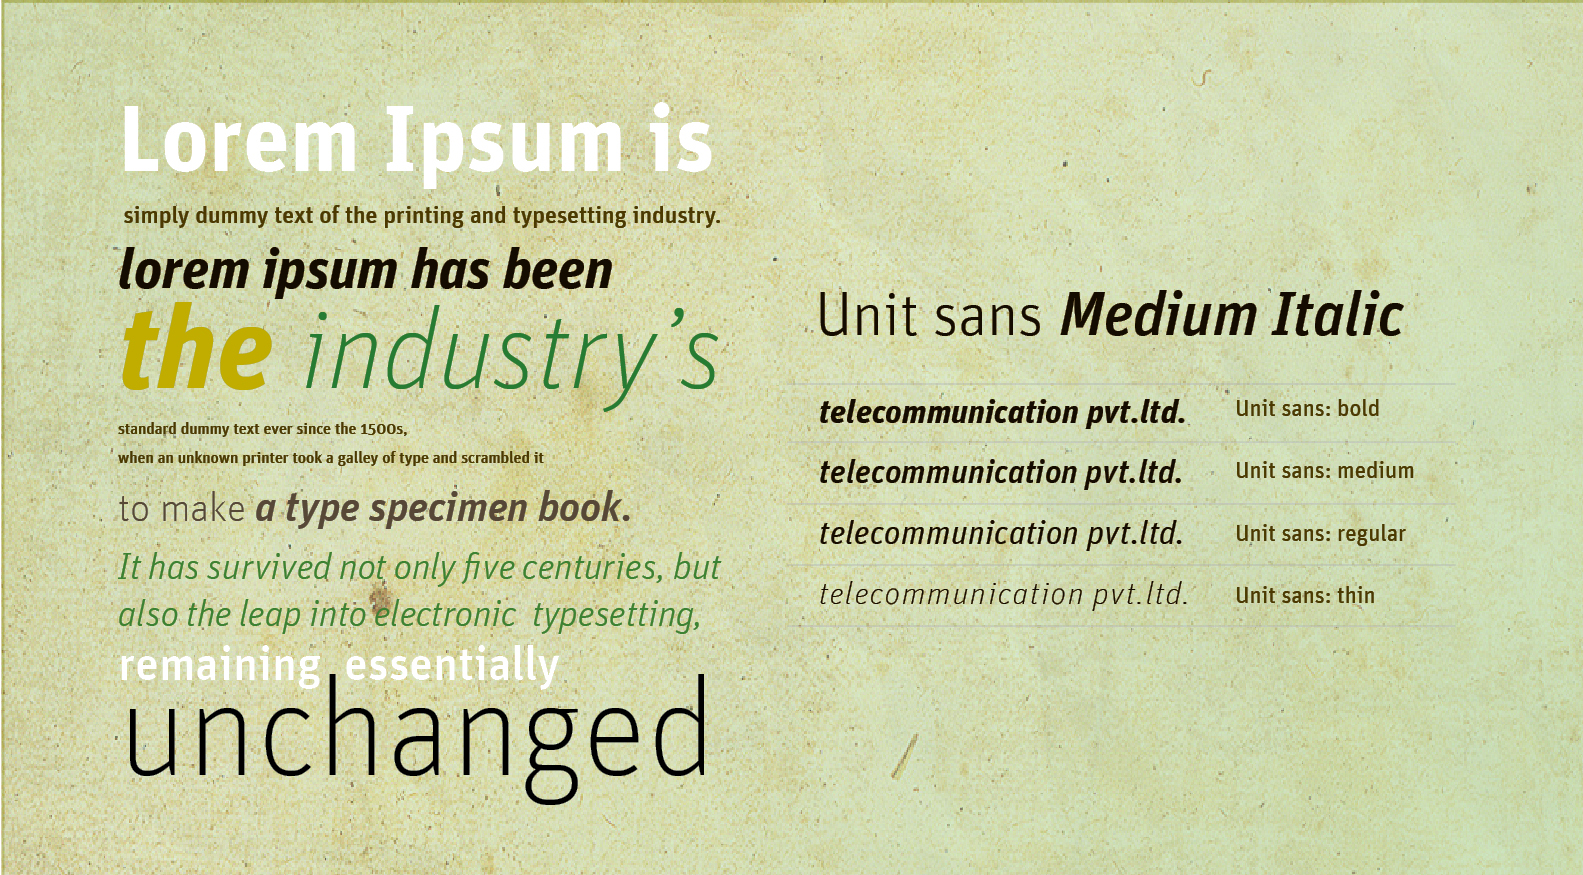 Lorem Ipsum is
simply dummy text of the printing and typesetting industry.
lorem ipsum has been
the industry’s
standard dummy text ever since the 1500s,
when an unknown printer took a galley of type and scrambled it
to make a type specimen book.
It has survived not only five centuries, but
also the leap into electronic typesetting,
remaining essentially
unchanged
Unit sans Medium Italic
telecommunication pvt.ltd. Unit sans: bold
telecommunication pvt.ltd. Unit sans: medium
telecommunication pvt.ltd. Unit sans: regular
telecommunication pvt.ltd. Unit sans: thin